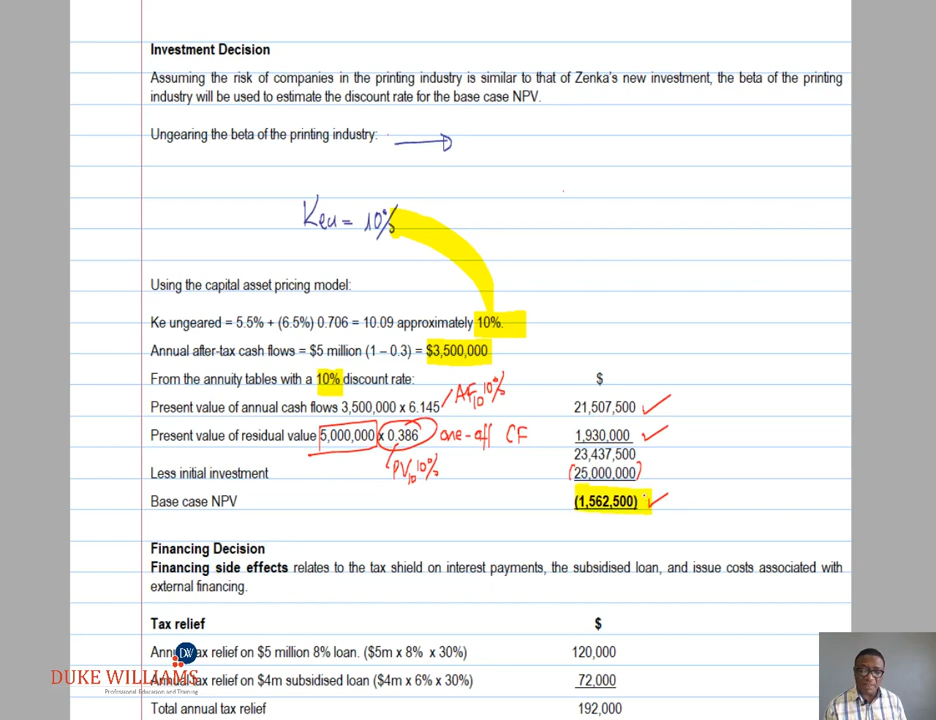 Investment Decision
Assuming the risk of companies in the printing industry is similar to that of Zenka's new investment, the beta of the printing
industry will be used to estimate the discount rate for the base case NPV.
Ungearing the beta of the printing industry:
Keu = 10%
Using the capital asset pricing model:
Ke ungeared = 5.5% + (6.5%) 0.706 = 10.09 approximately 10%.
Annual after-tax cash flows = $5 million (1 – 0.3) = $3,500,000
From the annuity tables with a 10% discount rate: $
AF10 10%
Present value of annual cash flows 3,500,000 x 6.145 21,507,500
Present value of residual value 5,000,000 x 0.386 one-off CF 1,930,000
23,437,500
PV10 10%
Less initial investment (25,000,000)
Base case NPV (1,562,500)
Financing Decision
Financing side effects relates to the tax shield on interest payments, the subsidised loan, and issue costs associated with
external financing.
Tax relief $
DW
Ann ax relief on $5 million 8% loan. ($5m x 8% x 30%) 120,000
DUKE WILLIAMS
Annual tax relief on $4m subsidised loan ($4m x 6% x 30%) 72,000
Professional Education and Training
Total annual tax relief 192,000